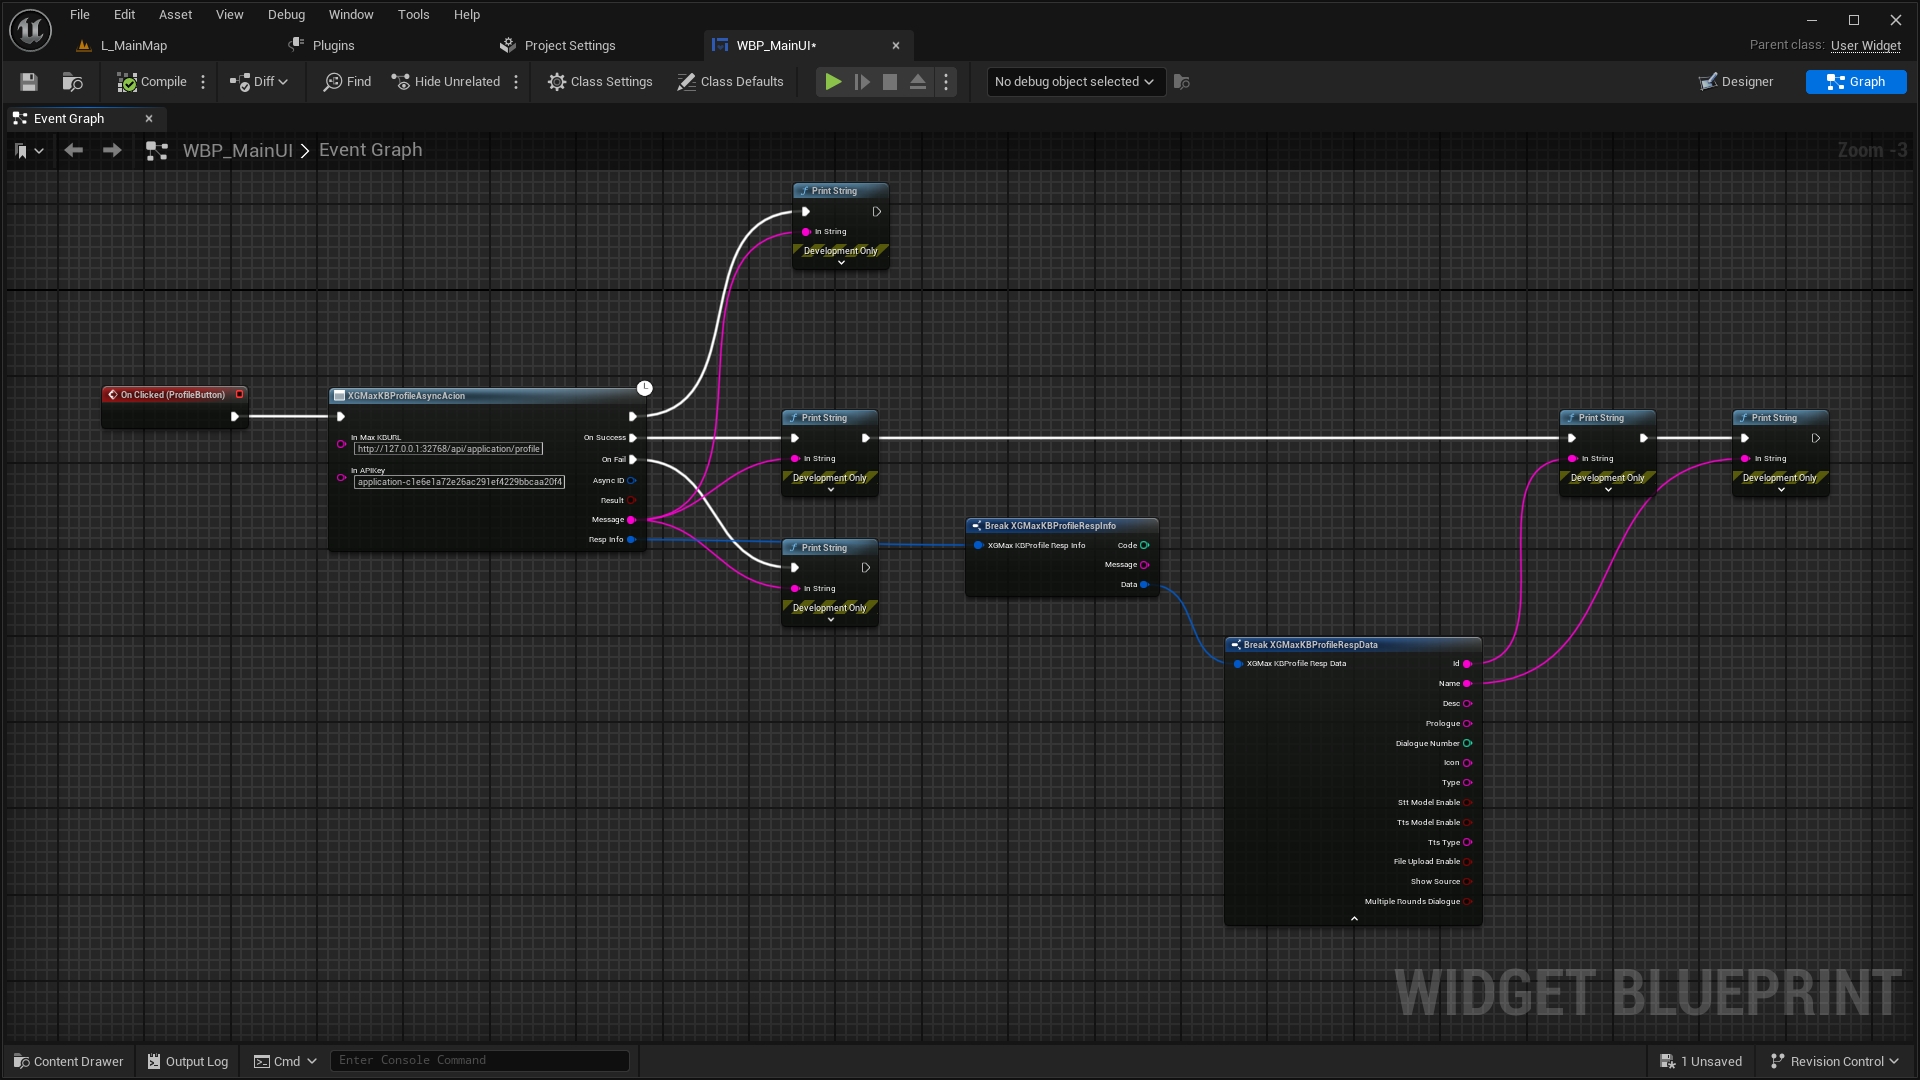 File Edit Asset View Debug Window Tools Help
L_MainMap Plugins Project Settings WBP_MainUI* Parent class: User Widget
Compile Diff Find Hide Unrelated Class Settings Class Defaults No debug object selected Designer Graph
Event Graph
WBP_MainUI > Event Graph Zoom -3
Print String
In String
Development Only
On Clicked (ProfileButton)
XGMaxKBProfileAsyncAcion
In Max KBURL
http://127.0.0.1:32768/api/application/profile
In APIKey
application-c1e6e1a72e26ac291ef4229bbcaa20f4
On Success
On Fail
Async ID
Result
Message
Resp Info
Print String
In String
Development Only
Print String
In String
Development Only
Break XGMaxKBProfileRespInfo
XGMax KBProfile Resp Info Code
Message
Data
Break XGMaxKBProfileRespData
XGMax KBProfile Resp Data Id
Name
Desc
Prologue
Dialogue Number
Icon
Type
Stt Model Enable
Tts Model Enable
Tts Type
File Upload Enable
Show Source
Multiple Rounds Dialogue
Print String
In String
Development Only
Print String
In String
Development Only
WIDGET BLUEPRINT
Content Drawer Output Log Cmd Enter Console Command 1 Unsaved Revision Control